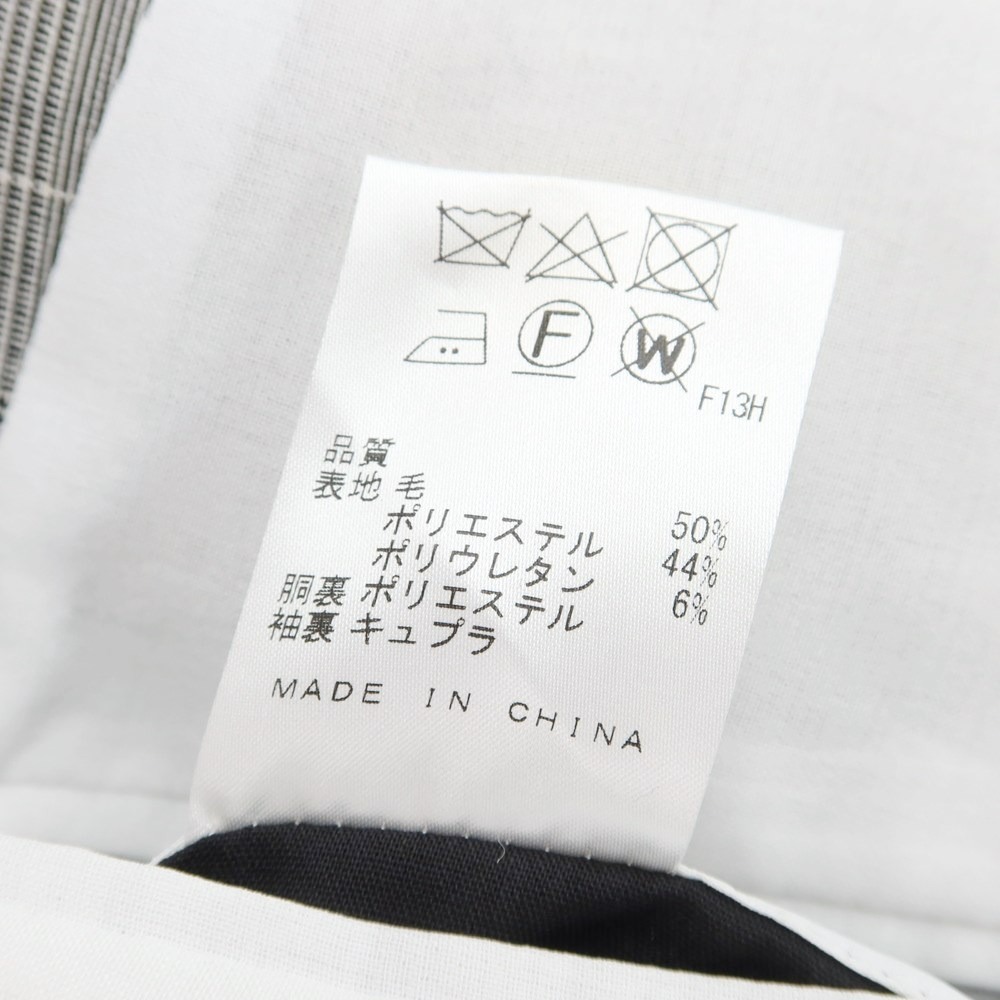 F W
F13H
品質
表地 毛 50%
ポリエステル 44%
ポリウレタン 6%
胴裏 ポリエステル
袖裏 キュプラ
MADE IN CHINA